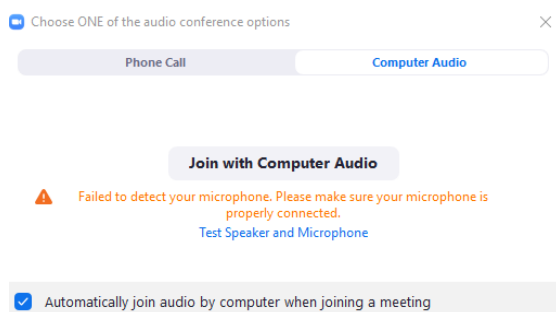 Choose ONE of the audio conference options
Phone Call
Computer Audio
Join with Computer Audio
Failed to detect your microphone. Please make sure your microphone is
properly connected.
Test Speaker and Microphone
Automatically join audio by computer when joining a meeting